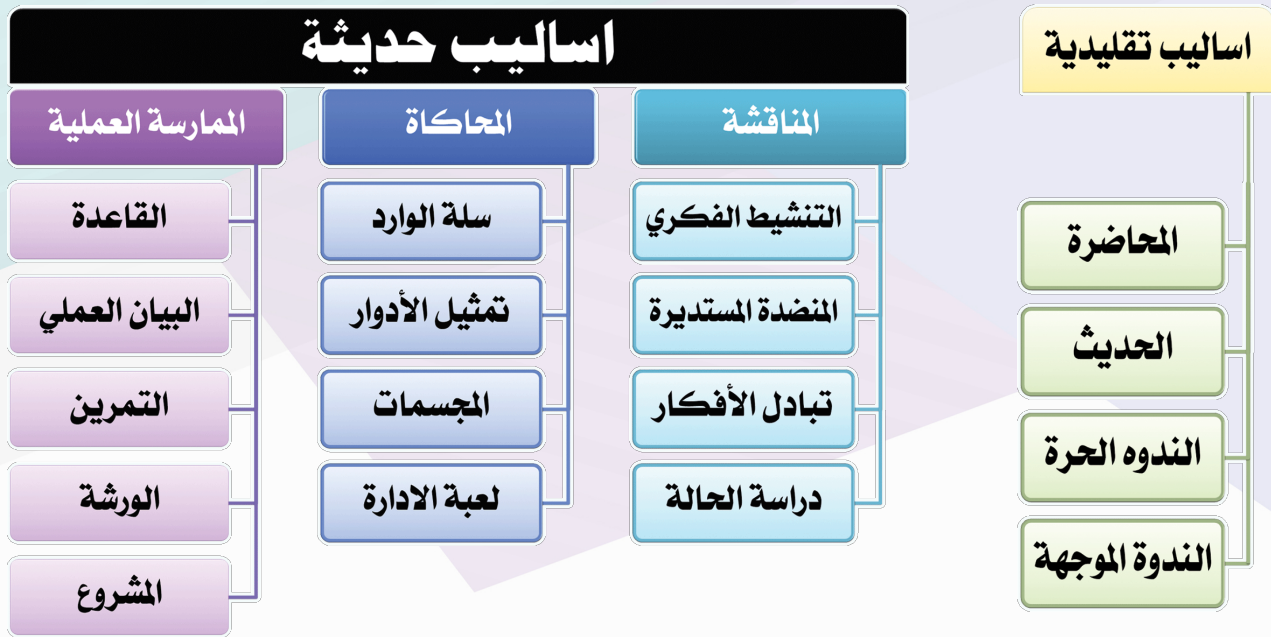 اساليب تقليدية
المحاضرة
الحديث
الندوه الحرة
الندوة الموجهة
اساليب حديثة
المناقشة
التنشيط الفكري
المنضدة المستديرة
تبادل الأفكار
دراسة الحالة
المحاكاة
سلة الوارد
تمثيل الأدوار
المجسمات
لعبة الادارة
الممارسة العملية
القاعدة
البيان العملي
التمرين
الورشة
المشروع